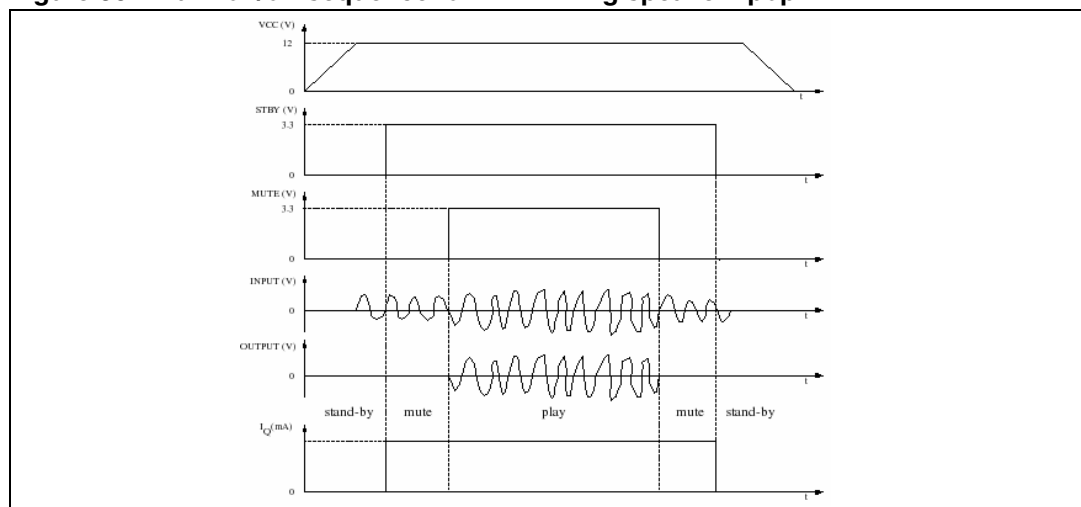 VCC (V)
12
0
t
STBY (V)
3.3
0
t
MUTE (V)
3.3
0
t
INPUT (V)
0
t
OUTPUT (V)
0
t
stand-by mute play mute stand-by
IQ(mA)
0
t